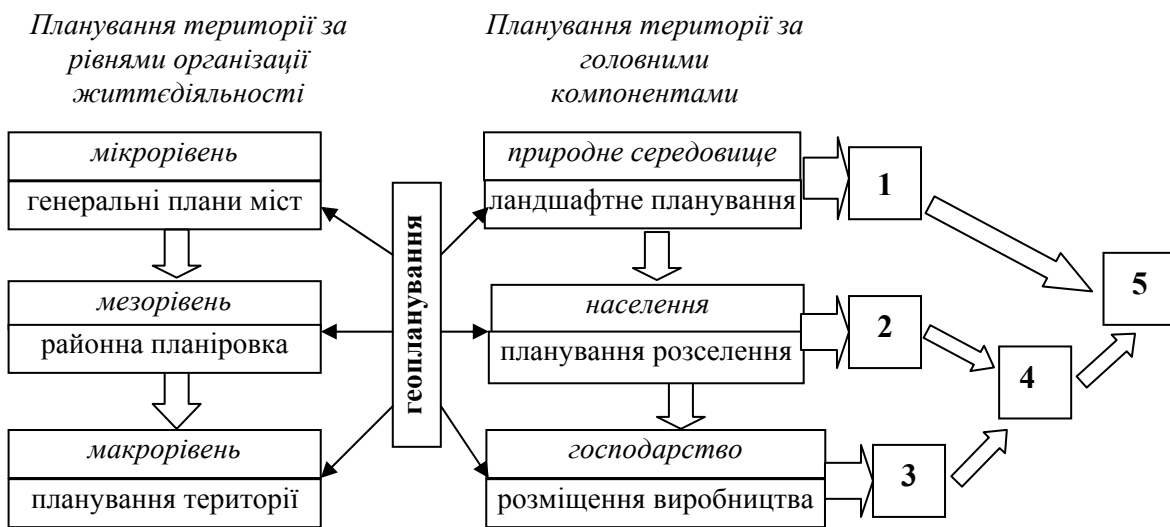 Планування території за
рівнями організації
життєдіяльності
Планування території за
головними
компонентами
мікрорівень
генеральні плани міст
мезорівень
районна планіровка
макрорівень
планування території
геопланування
природне середовище
ландшафтне планування
населення
планування розселення
господарство
розміщення виробництва
1
2
3
4
5